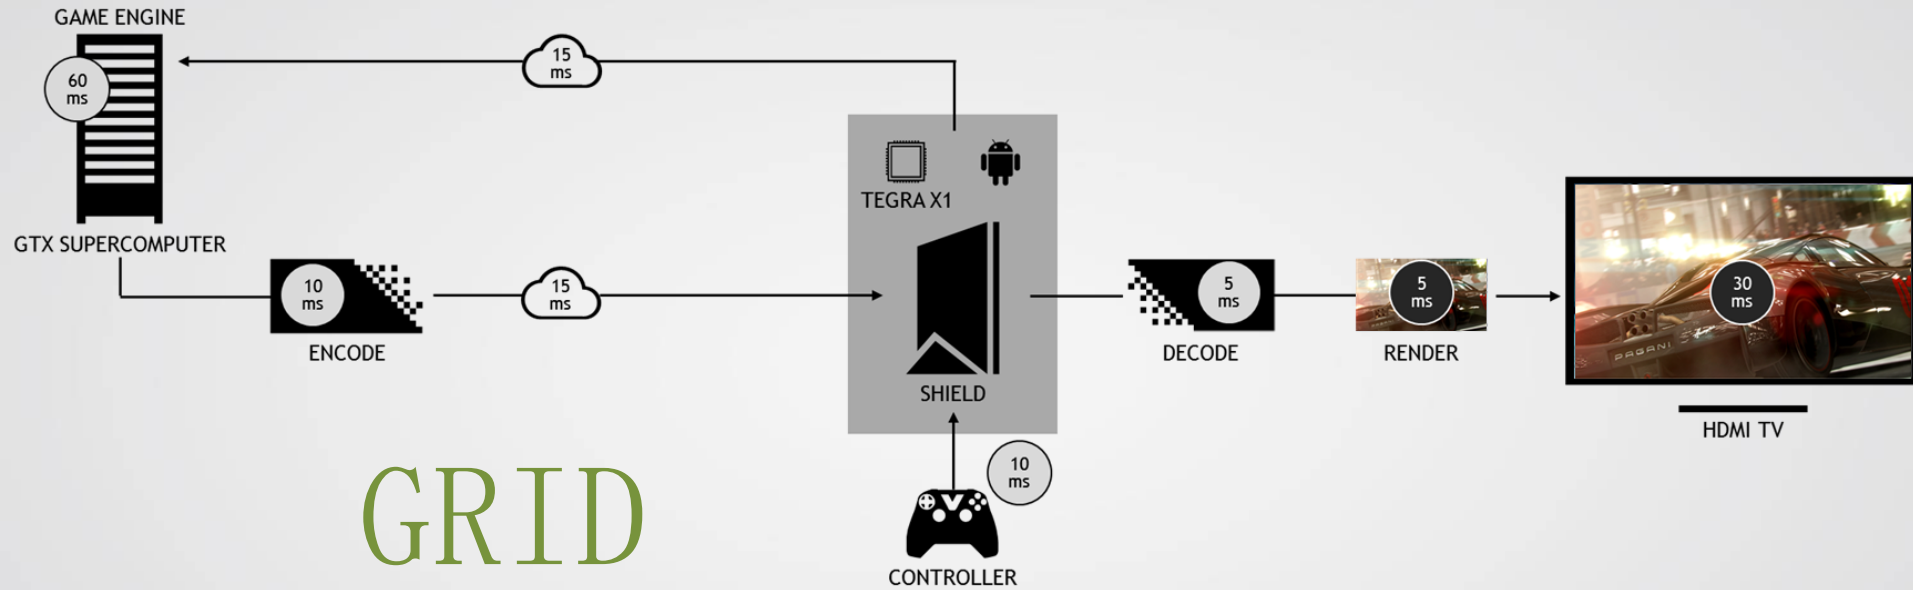 GAME ENGINE
60
ms
GTX SUPERCOMPUTER
15
ms
10
ms
ENCODE
15
ms
TEGRA X1
SHIELD
10
ms
CONTROLLER
5
ms
DECODE
5
ms
RENDER
30
ms
PAGANI
HDMI TV
GRID